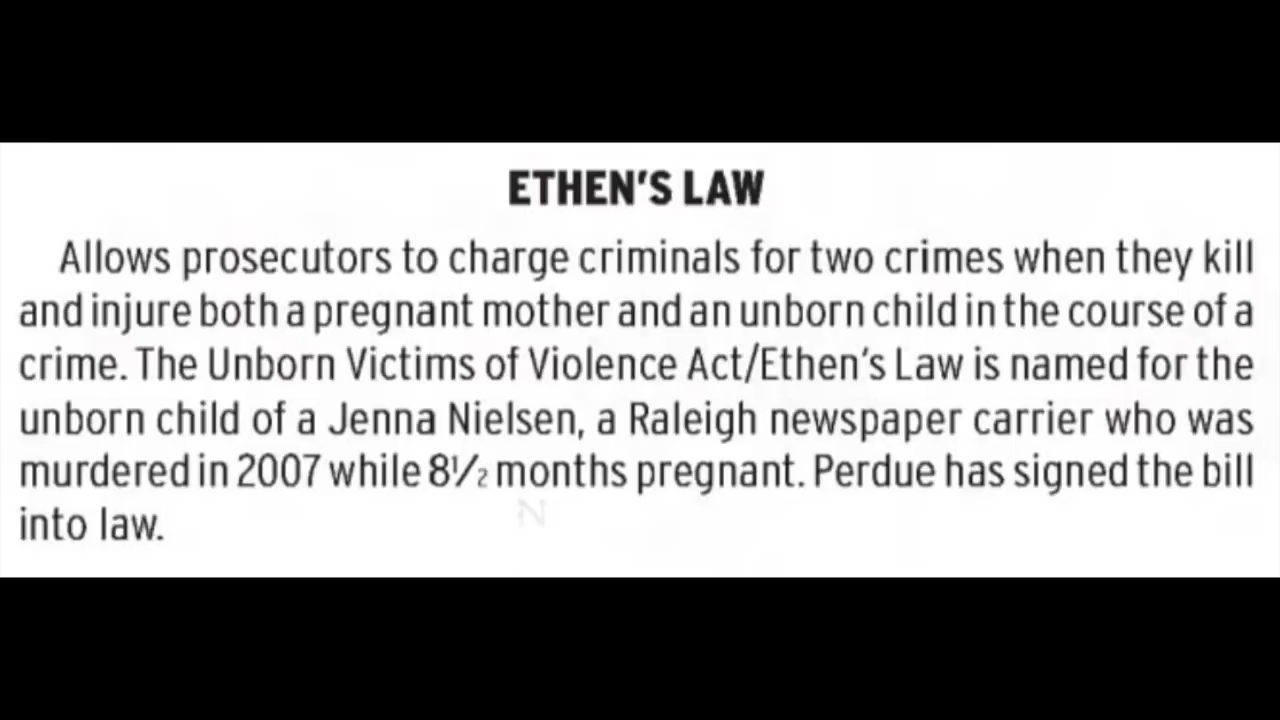 ETHEN'S LAW
Allows prosecutors to charge criminals for two crimes when they kill
and injure both a pregnant mother and an unborn child in the course of a
crime. The Unborn Victims of Violence Act/Ethen's Law is named for the
unborn child of a Jenna Nielsen, a Raleigh newspaper carrier who was
murdered in 2007 while 8½ months pregnant. Perdue has signed the bill
into law.
N